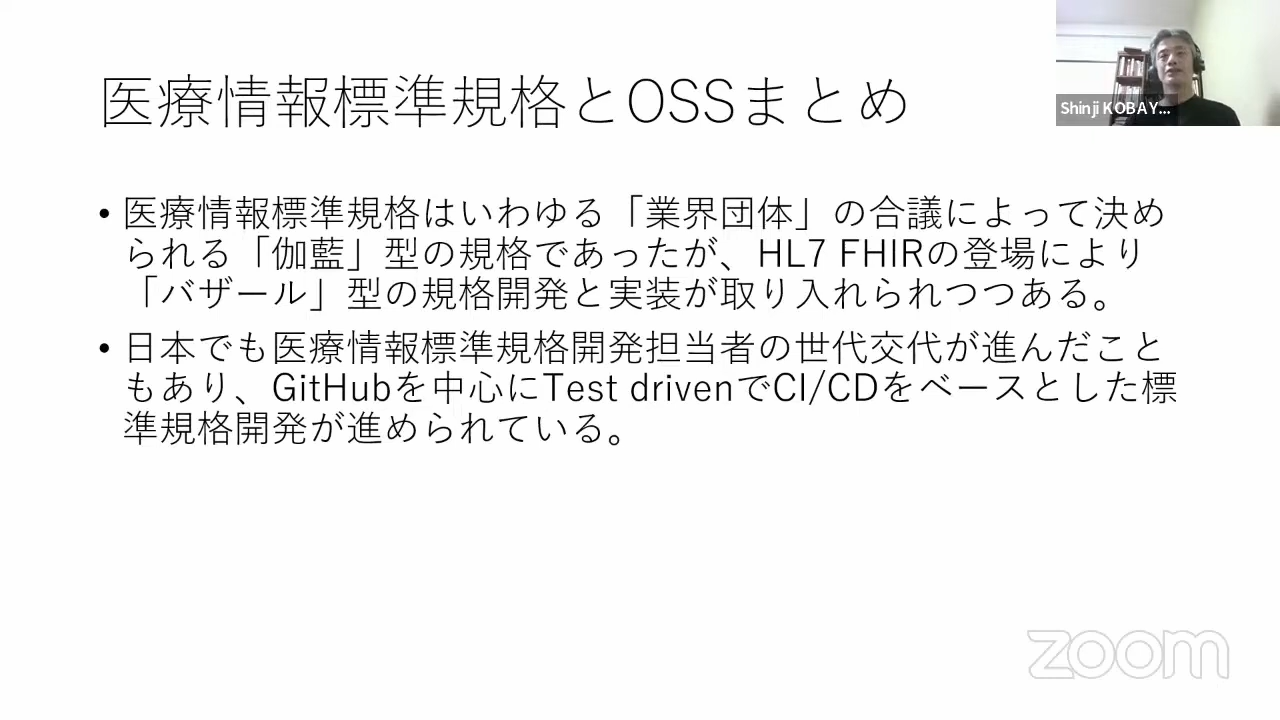 医療情報標準規格とOSSまとめ
Shinji KOBAY...
• 医療情報標準規格はいわゆる「業界団体」の合議によって決め
られる「伽藍」型の規格であったが、HL7 FHIRの登場により
「バザール」型の規格開発と実装が取り入れられつつある。
• 日本でも医療情報標準規格開発担当者の世代交代が進んだこと
もあり、GitHubを中心にTest drivenでCI/CDをベースとした標
準規格開発が進められている。
zoom